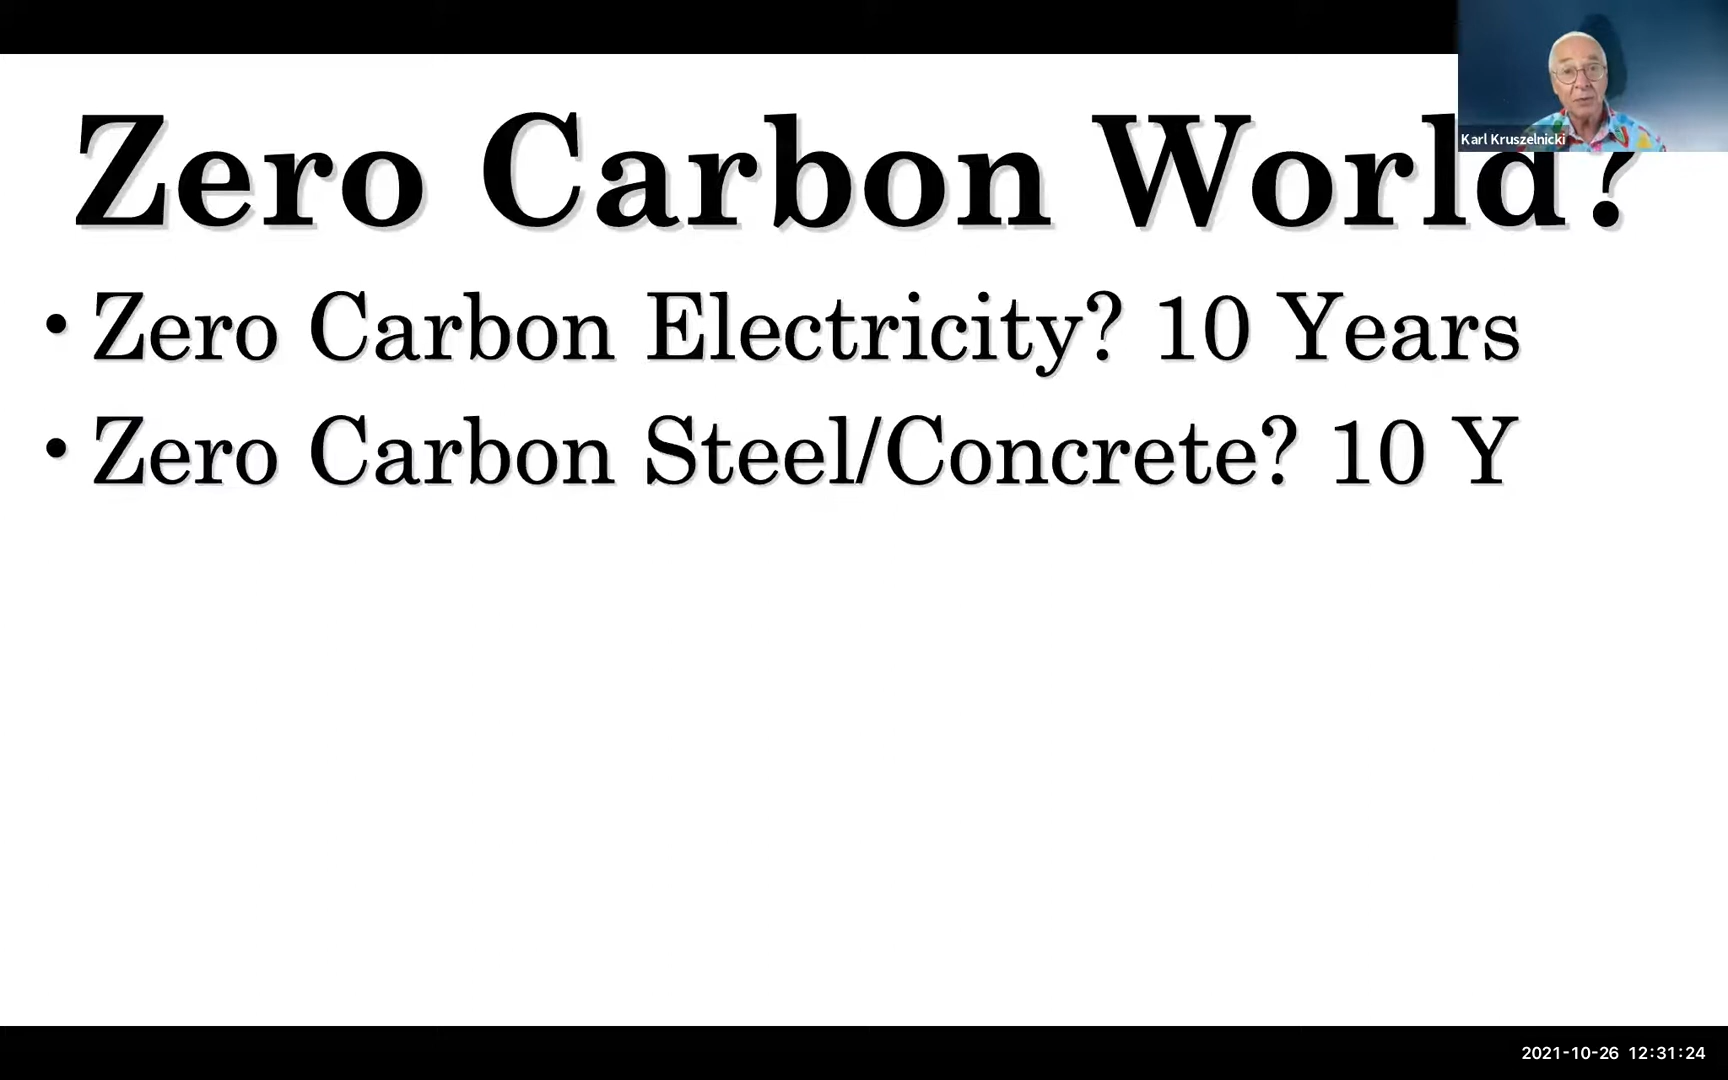 Karl Kruszelnicki
Zero Carbon World?
• Zero Carbon Electricity? 10 Years
• Zero Carbon Steel/Concrete? 10 Y
2021-10-26 12:31:24